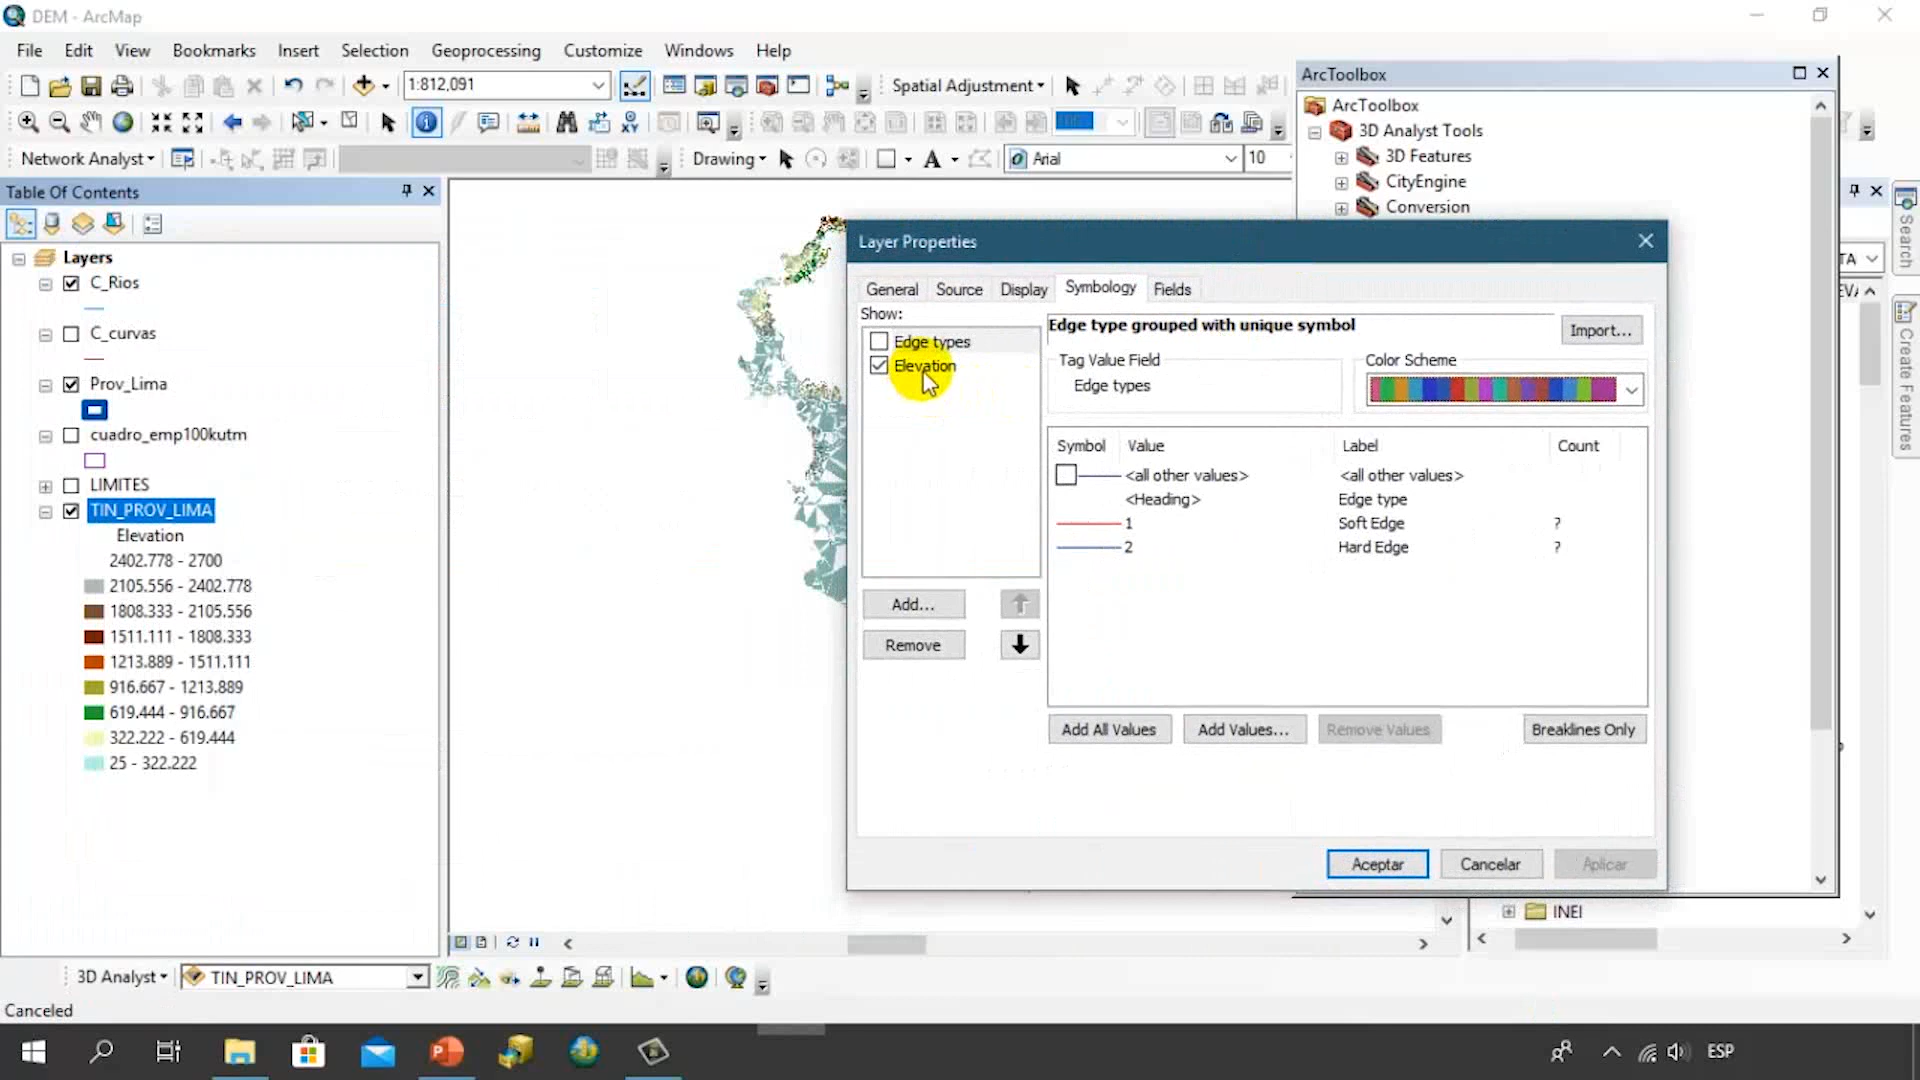 DEM - ArcMap
File Edit View Bookmarks Insert Selection Geoprocessing Customize Windows Help
1:812,091
Spatial Adjustment
Network Analyst
Drawing
Arial
10
Table Of Contents
Layers
C_Rios
C_curvas
Prov_Lima
cuadro_emp100kutm
LIMITES
TIN_PROV_LIMA
Elevation
2402.778 - 2700
2105.556 - 2402.778
1808.333 - 2105.556
1511.111 - 1808.333
1213.889 - 1511.111
916.667 - 1213.889
619.444 - 916.667
322.222 - 619.444
25 - 322.222
ArcToolbox
ArcToolbox
3D Analyst Tools
3D Features
CityEngine
Conversion
Layer Properties
General Source Display Symbology Fields
Show:
Edge types
Elevation
Add...
Remove
Edge type grouped with unique symbol
Import...
Tag Value Field
Edge types
Color Scheme
Symbol Value Label Count
<all other values> <all other values>
<Heading> Edge type
1 Soft Edge ?
2 Hard Edge ?
Add All Values Add Values... Remove Values Breaklines Only
Aceptar Cancelar Aplicar
TA
Search
Create Features
INEI
3D Analyst TIN_PROV_LIMA
Canceled
ESP